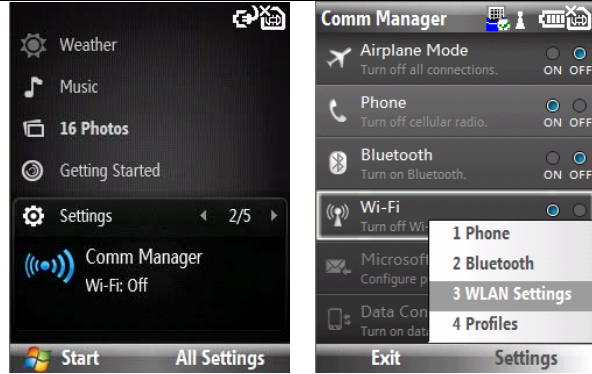 Weather
Music
16 Photos
Getting Started
Settings 2/5
Comm Manager
Wi-Fi: Off
Start All Settings
Comm Manager
Airplane Mode
Turn off all connections.
ON OFF
Phone
Turn off cellular radio.
ON OFF
Bluetooth
Turn on Bluetooth.
ON OFF
Wi-Fi
Turn off Wi-
1 Phone
2 Bluetooth
3 WLAN Settings
4 Profiles
Microsoft
Configure p
Data Con
Turn on dat
Exit Settings